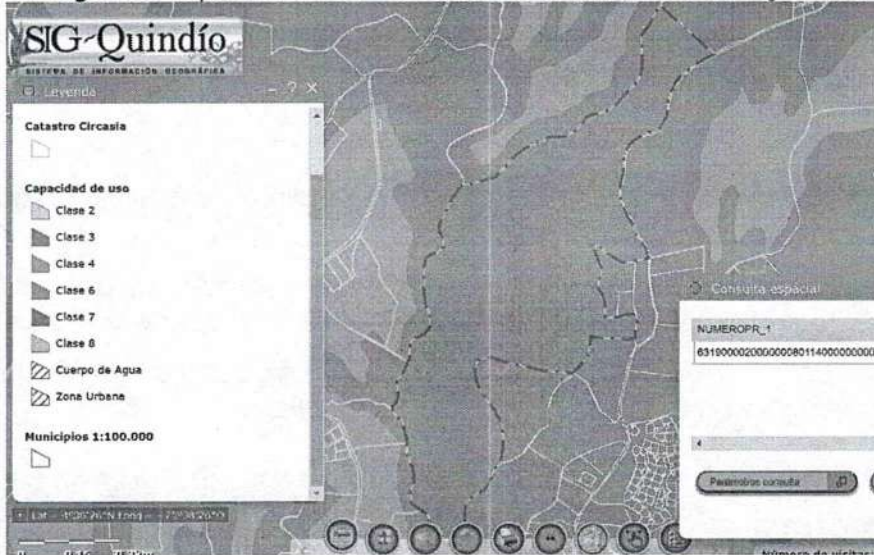 SIG-Quindío
SISTEMA DE INFORMACIÓN GEOGRÁFICA
Leyenda
Catastro Circasia
Capacidad de uso
Clase 2
Clase 3
Clase 4
Clase 6
Clase 7
Clase 8
Cuerpo de Agua
Zona Urbana
Municipios 1:100.000
Consulta espacial
NUMEROPR_1
Parámetros consulta
Número de visitas